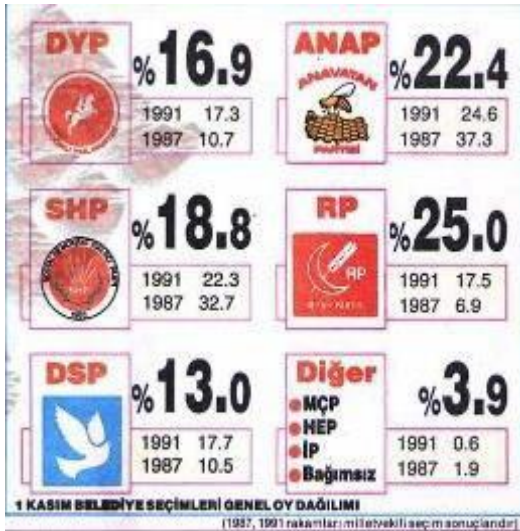 DYP
%16.9
1991 17.3
1987 10.7
ANAP
ANAVATAN
PARTİSİ
%22.4
1991 24.6
1987 37.3
SHP
%18.8
1991 22.3
1987 32.7
RP
RP
%25.0
1991 17.5
1987 6.9
DSP
%13.0
1991 17.7
1987 10.5
Diğer
MÇP
HEP
İP
Bağımsız
%3.9
1991 0.6
1987 1.9
1 KASIM BELEDİYE SEÇİMLERİ GENEL OY DAĞILIMI
(1987, 1991 rakamları milletvekili seçim sonuçlarıdır